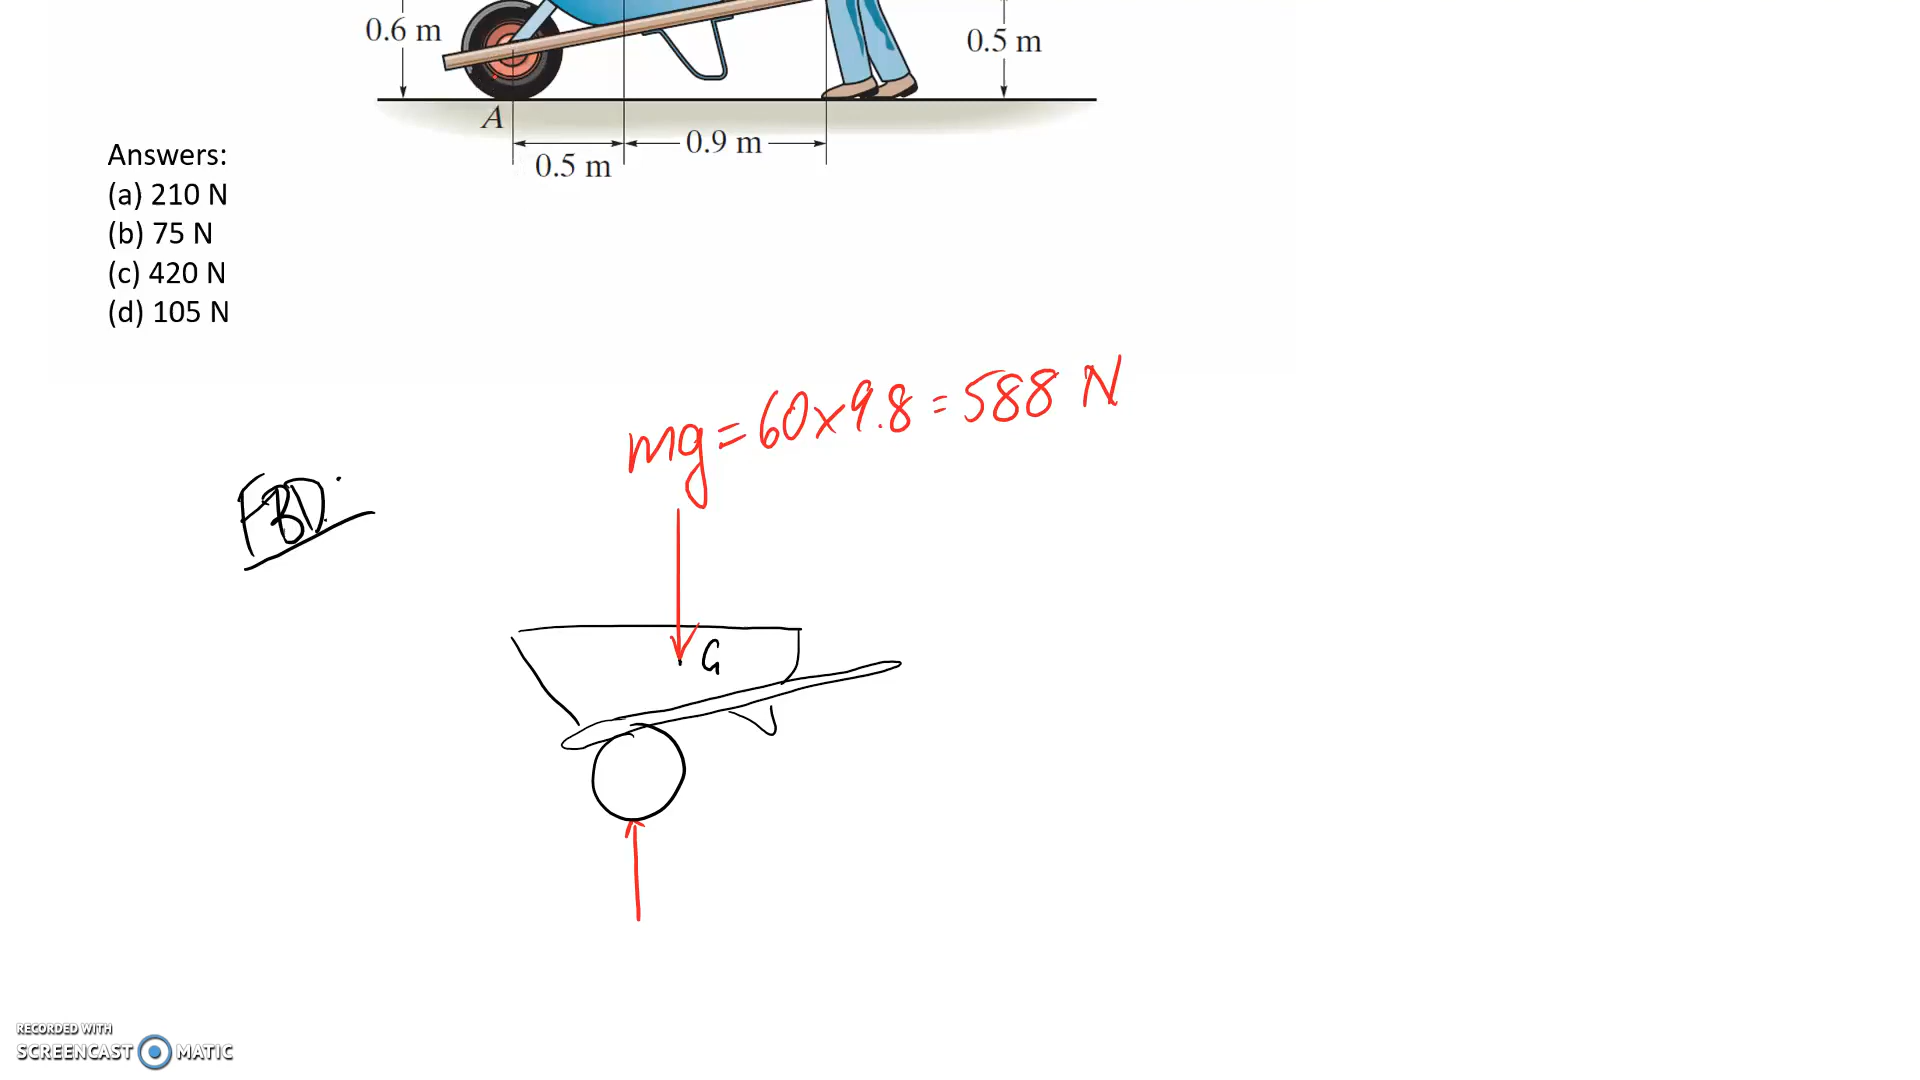 0.6 m
0.5 m
A
0.9 m
0.5 m
Answers:
(a) 210 N
(b) 75 N
(c) 420 N
(d) 105 N
mg = 60 x 9.8 = 588 N
FBD:
G
RECORDED WITH
SCREENCAST MATIC